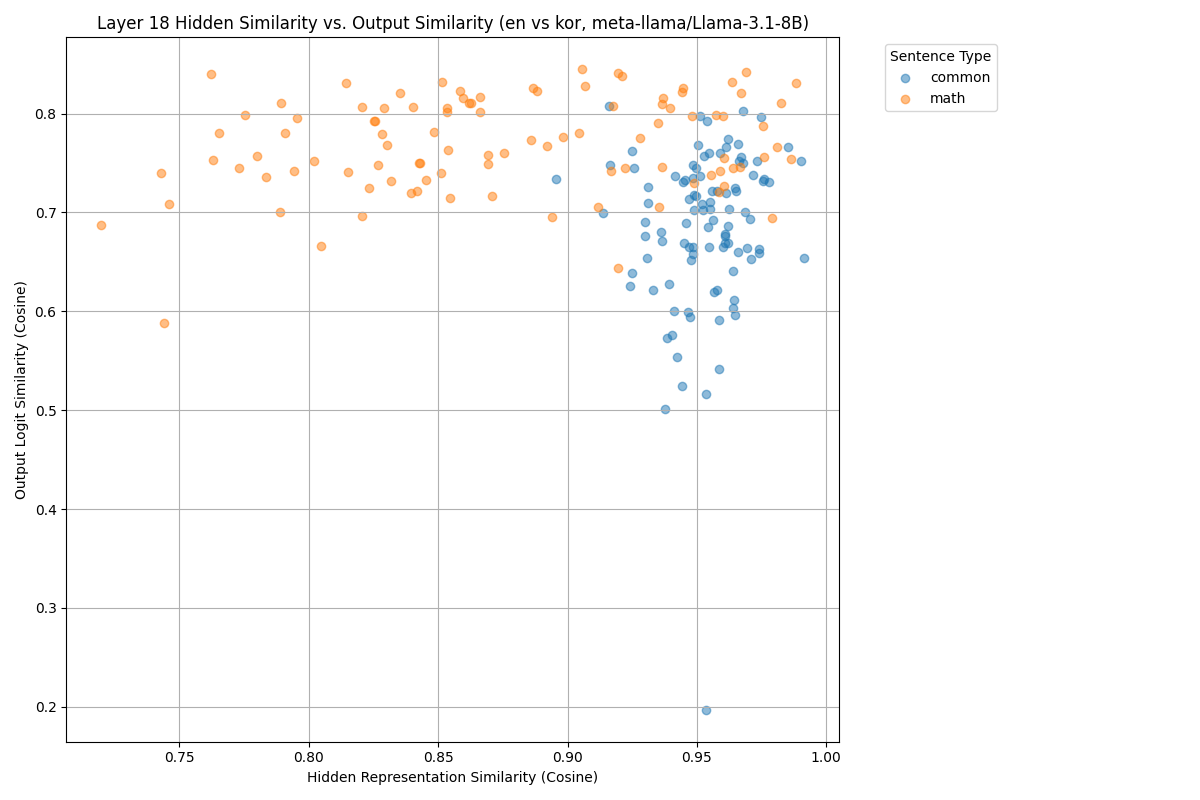 Layer 18 Hidden Similarity vs. Output Similarity (en vs kor, meta-llama/Llama-3.1-8B)
Sentence Type
common
math
Output Logit Similarity (Cosine)
0.8
0.7
0.6
0.5
0.4
0.3
0.2
0.75
0.80
0.85
0.90
0.95
1.00
Hidden Representation Similarity (Cosine)